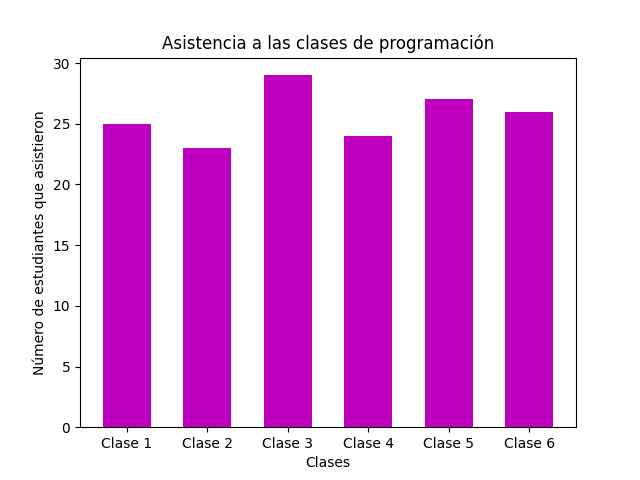 Asistencia a las clases de programación
Número de estudiantes que asistieron
30
25
20
15
10
5
0
Clase 1 Clase 2 Clase 3 Clase 4 Clase 5 Clase 6
Clases